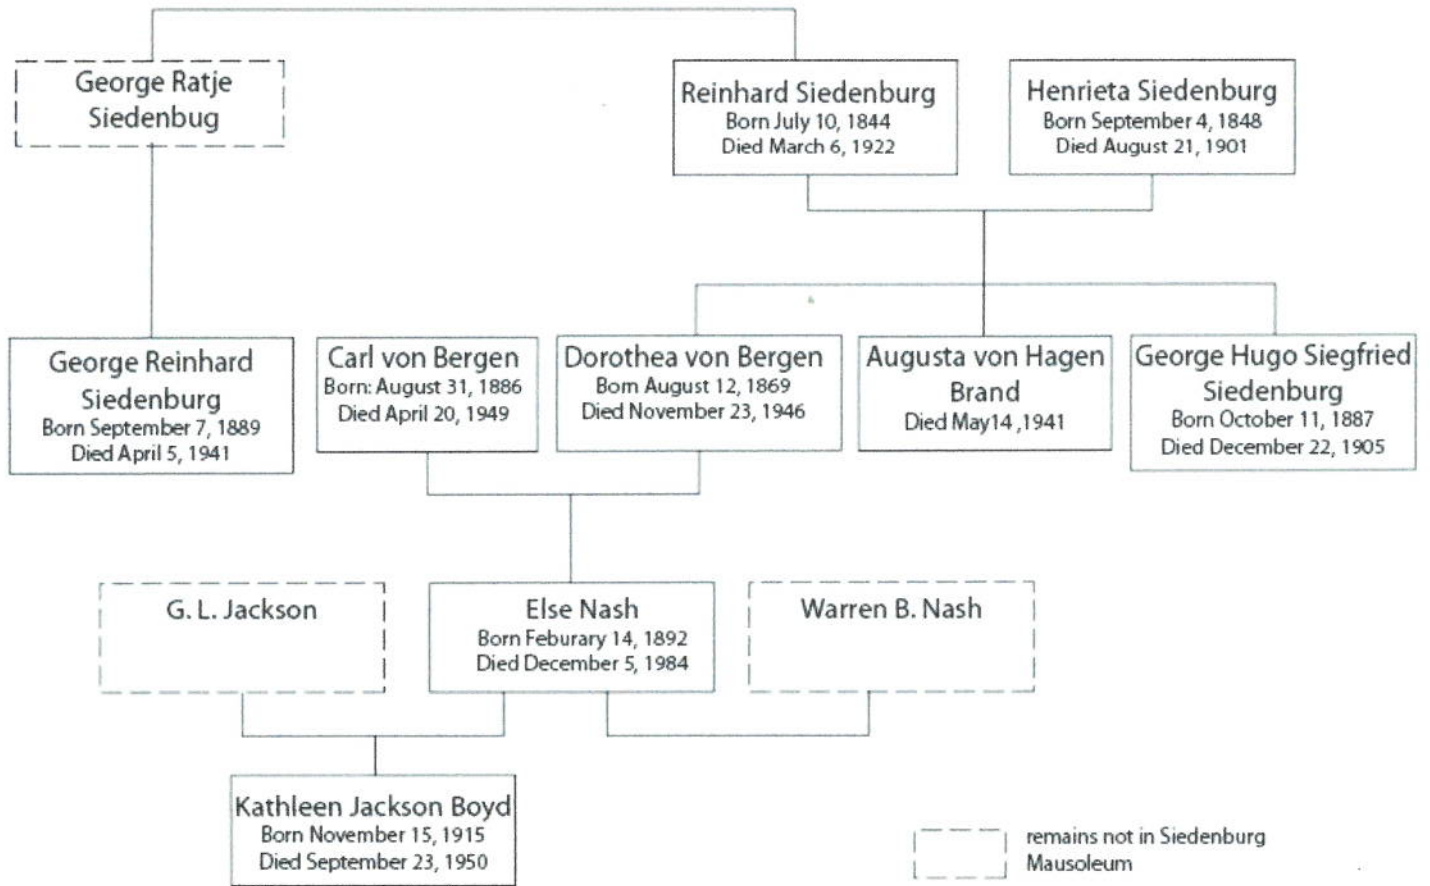 George Ratje
Siedenbug
Reinhard Siedenburg
Born July 10, 1844
Died March 6, 1922
Henrieta Siedenburg
Born September 4, 1848
Died August 21, 1901
George Reinhard
Siedenburg
Born September 7, 1889
Died April 5, 1941
Carl von Bergen
Born: August 31, 1886
Died April 20, 1949
Dorothea von Bergen
Born August 12, 1869
Died November 23, 1946
Augusta von Hagen
Brand
Died May14 ,1941
George Hugo Siegfried
Siedenburg
Born October 11, 1887
Died December 22, 1905
G. L. Jackson
Else Nash
Born Feburary 14, 1892
Died December 5, 1984
Warren B. Nash
Kathleen Jackson Boyd
Born November 15, 1915
Died September 23, 1950
remains not in Siedenburg
Mausoleum